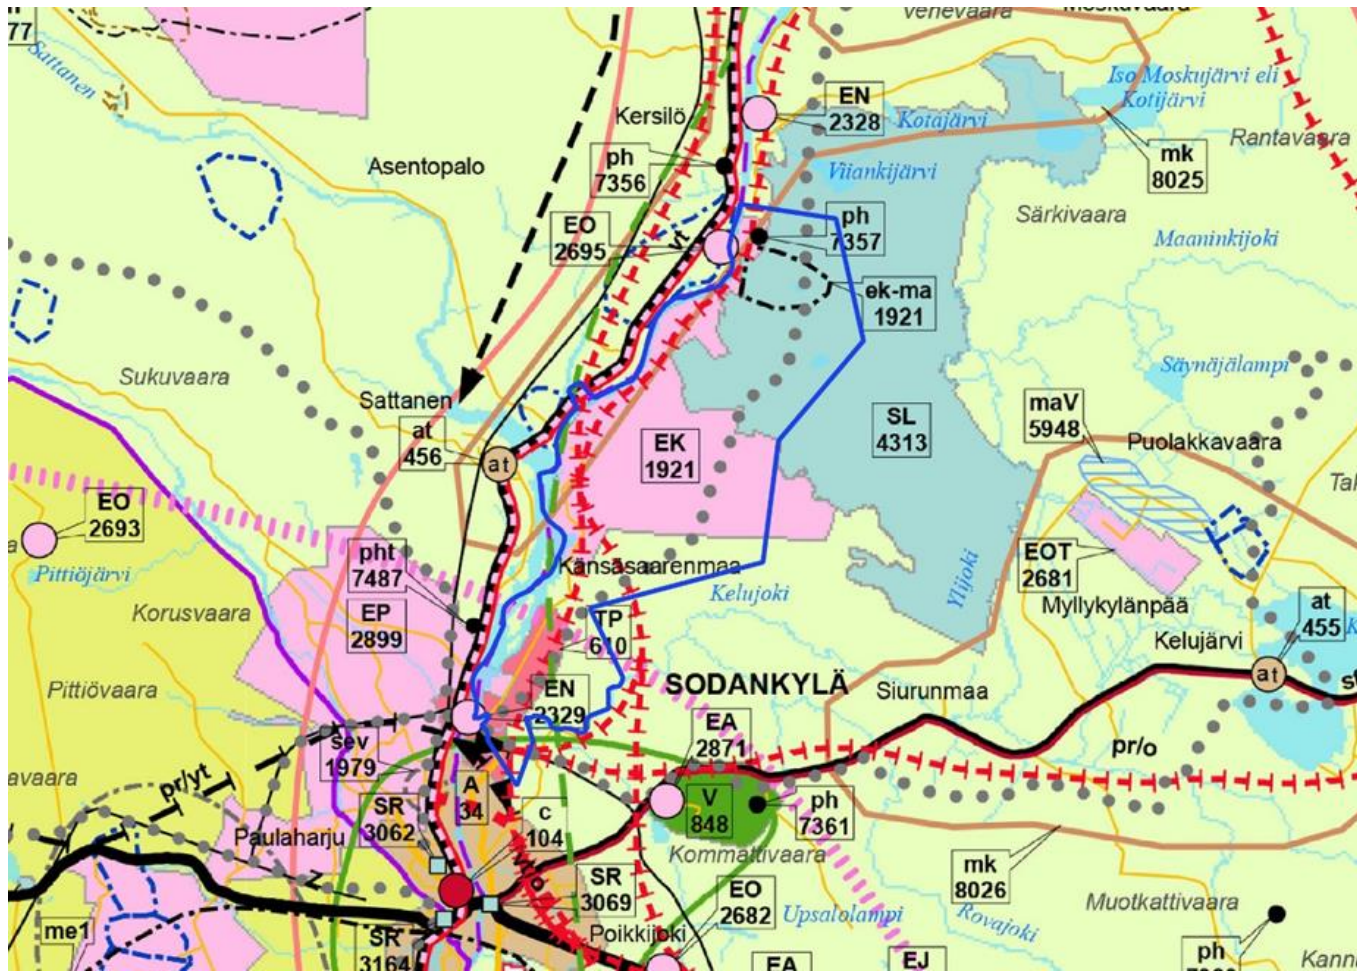 77
Venevaara
Moskuvaara
Sattanen
Iso Moskujärvi eli
Kotijärvi
EN
2328
Kotajärvi
Rantavaara
Kersilö
Asentopalo
ph
7356
Viiankijärvi
mk
8025
Särkivaara
EO
2695
vt
ph
7357
Maaninkijoki
ek-ma
1921
Säynäjälampi
Sukuvaara
Sattanen
at
456
at
EK
1921
SL
4313
maV
5948
Puolakkavaara
EO
2693
Pittiöjärvi
pht
7487
Känsäsaarenmaa
Kelujoki
Ylijoki
EOT
2681
Myllykylänpää
Korusvaara
EP
2899
TP
610
at
455
Kelujärvi
at
Pittiövaara
SODANKYLÄ
Siurunmaa
st
EN
2329
EA
2871
pr/o
sev
1979
pr/yt
A
34
SR
3062
c
104
V
848
ph
7361
Paulaharju
Kommattivaara
mk
8026
SR
3069
EO
2682
Upsalolampi
Rovajoki
Muotkattivaara
me1
Poikkijoki
SR
3164
EA
EJ
ph